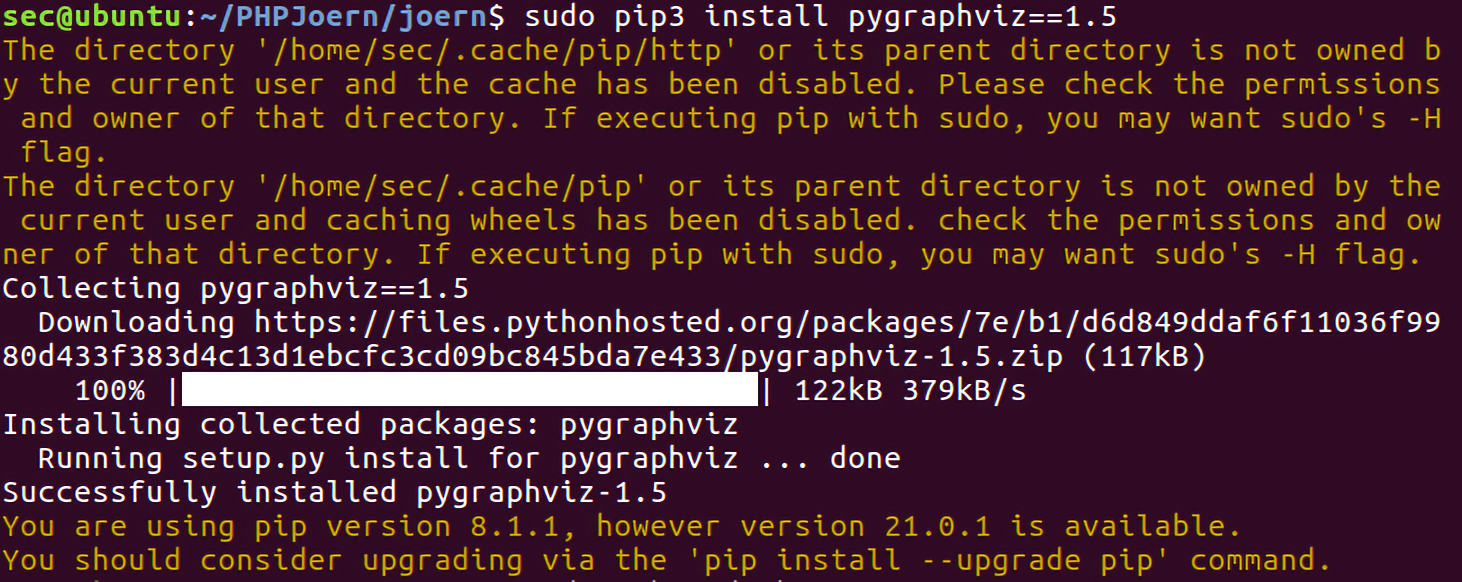 sec@ubuntu:~/PHPJoern/joern$ sudo pip3 install pygraphviz==1.5
The directory '/home/sec/.cache/pip/http' or its parent directory is not owned b
y the current user and the cache has been disabled. Please check the permissions
 and owner of that directory. If executing pip with sudo, you may want sudo's -H
 flag.
The directory '/home/sec/.cache/pip' or its parent directory is not owned by the
 current user and caching wheels has been disabled. check the permissions and ow
ner of that directory. If executing pip with sudo, you may want sudo's -H flag.
Collecting pygraphviz==1.5
  Downloading https://files.pythonhosted.org/packages/7e/b1/d6d849ddaf6f11036f99
80d433f383d4c13d1ebcfc3cd09bc845bda7e433/pygraphviz-1.5.zip (117kB)
    100% || 122kB 379kB/s
Installing collected packages: pygraphviz
  Running setup.py install for pygraphviz ... done
Successfully installed pygraphviz-1.5
You are using pip version 8.1.1, however version 21.0.1 is available.
You should consider upgrading via the 'pip install --upgrade pip' command.